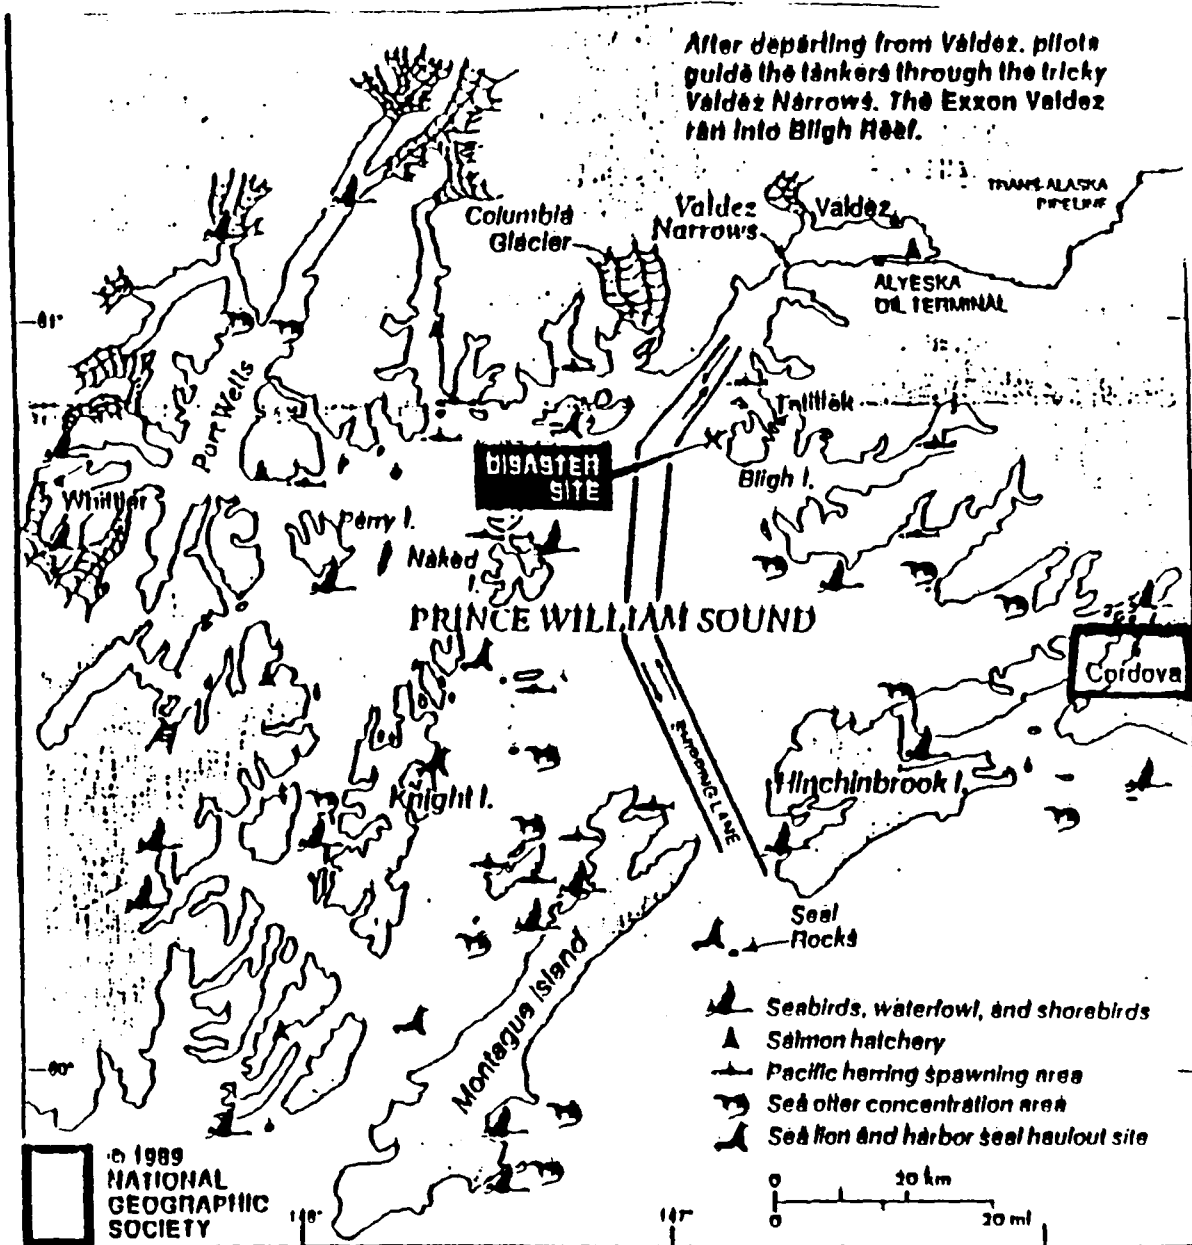 After departing from Valdez, pilots
guide the tankers through the tricky
Valdez Narrows. The Exxon Valdez
ran into Bligh Reef.
TRANS-ALASKA
PIPELINE
Columbia
Glacier
Valdez
Narrows
Valdez
ALYESKA
OIL TERMINAL
61°
Port Wells
Tatitlek
DISASTER
SITE
Bligh I.
Whittier
Perry I.
Naked
I.
PRINCE WILLIAM SOUND
Cordova
SHIPPING LANE
Knight I.
Hinchinbrook I.
Seal
Rocks
Montague Island
Seabirds, waterfowl, and shorebirds
Salmon hatchery
60°
Pacific herring spawning area
Sea otter concentration area
Sea lion and harbor seal haulout site
© 1989
NATIONAL
GEOGRAPHIC
SOCIETY
148°
147°
0 20 km
0 20 mi